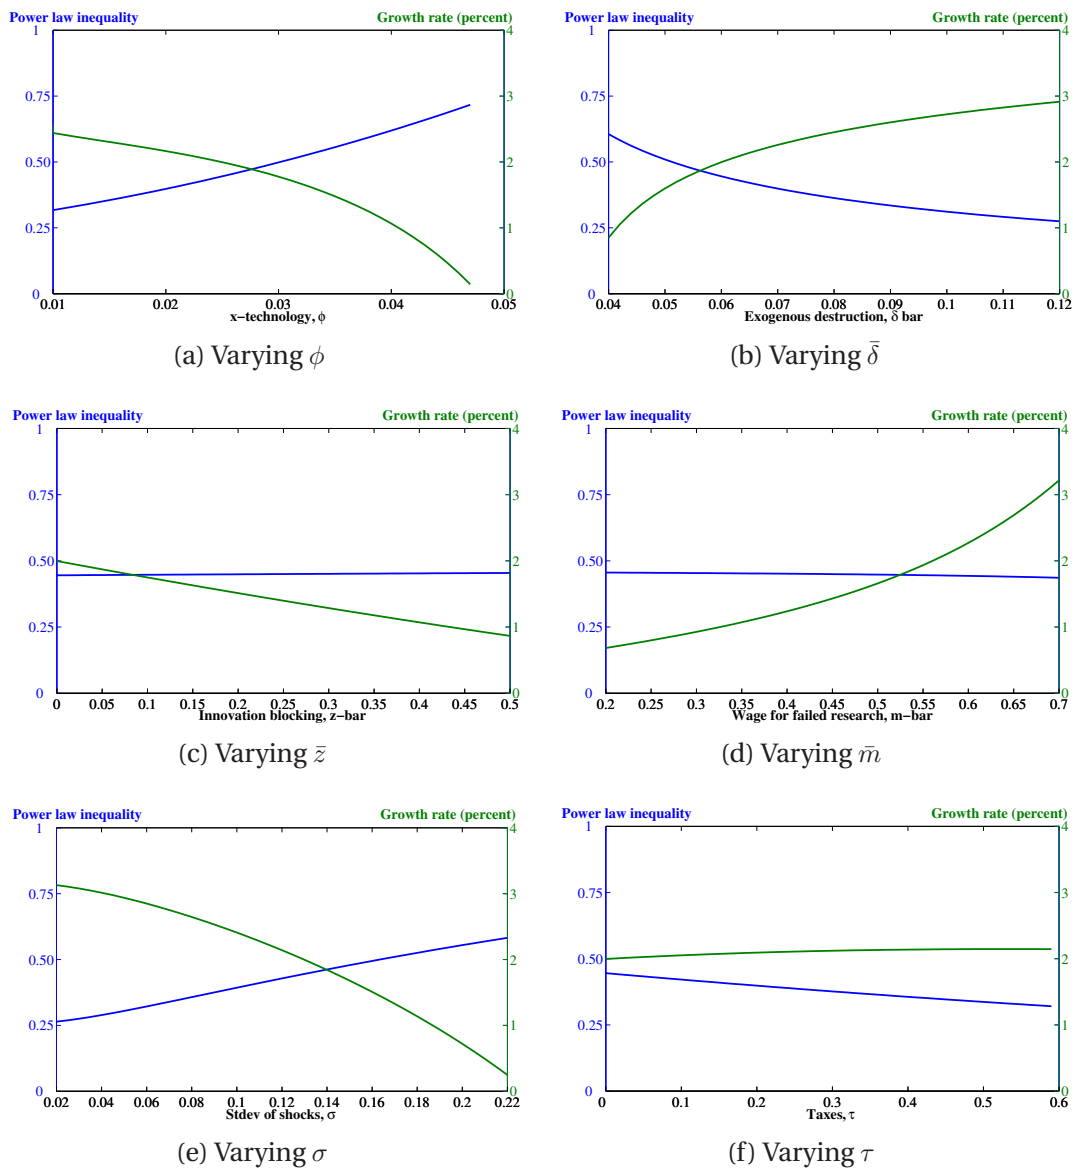 Power law inequality Growth rate (percent)
1 4
0.75 3
0.50 2
0.25 1
0 0
0.01 0.02 0.03 0.04 0.05
x−technology, ϕ
(a) Varying ϕ
Power law inequality Growth rate (percent)
1 4
0.75 3
0.50 2
0.25 1
0 0
0.04 0.05 0.06 0.07 0.08 0.09 0.1 0.11 0.12
Exogenous destruction, δ bar
(b) Varying δ̄
Power law inequality Growth rate (percent)
1 4
0.75 3
0.50 2
0.25 1
0 0
0 0.05 0.1 0.15 0.2 0.25 0.3 0.35 0.4 0.45 0.5
Innovation blocking, z−bar
(c) Varying z̄
Power law inequality Growth rate (percent)
1 4
0.75 3
0.50 2
0.25 1
0 0
0.2 0.25 0.3 0.35 0.4 0.45 0.5 0.55 0.6 0.65 0.7
Wage for failed research, m−bar
(d) Varying m̄
Power law inequality Growth rate (percent)
1 4
0.75 3
0.50 2
0.25 1
0 0
0.02 0.04 0.06 0.08 0.1 0.12 0.14 0.16 0.18 0.2 0.22
Stdev of shocks, σ
(e) Varying σ
Power law inequality Growth rate (percent)
1 4
0.75 3
0.50 2
0.25 1
0 0
0 0.1 0.2 0.3 0.4 0.5 0.6
Taxes, τ
(f) Varying τ